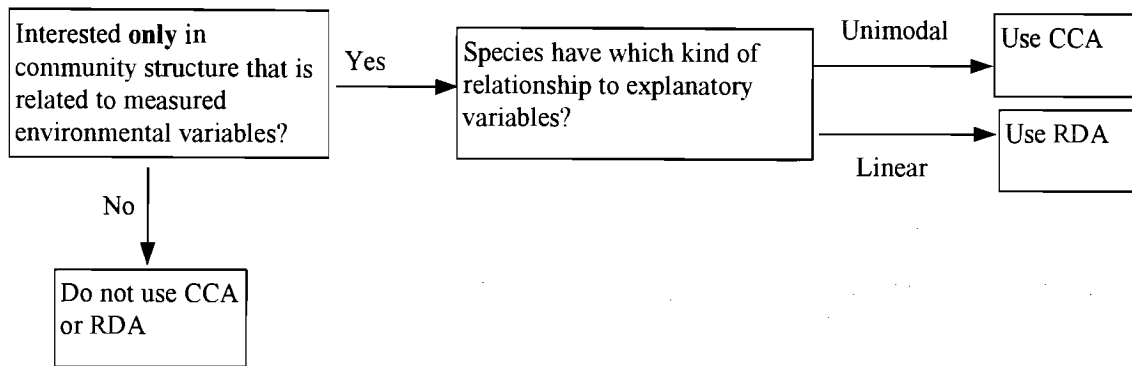 Interested only in
community structure that is
related to measured
environmental variables?
Yes
Species have which kind of
relationship to explanatory
variables?
Unimodal
Use CCA
Linear
Use RDA
No
Do not use CCA
or RDA